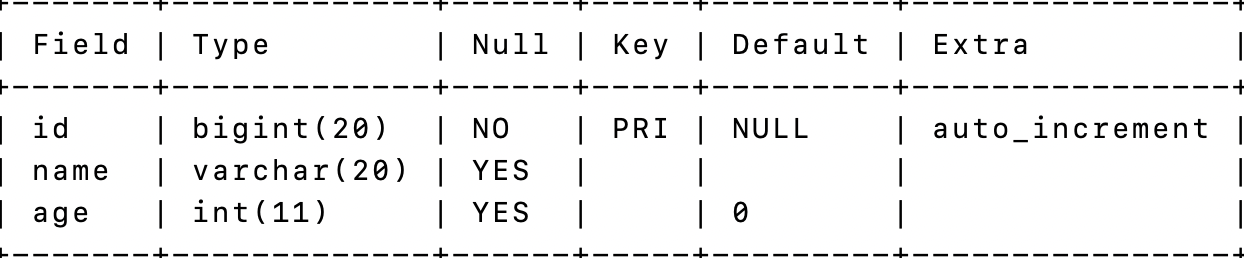 +--------+-------------+------+-----+---------+----------------+
| Field | Type        | Null | Key | Default | Extra          |
+--------+-------------+------+-----+---------+----------------+
| id    | bigint(20)  | NO   | PRI | NULL    | auto_increment |
| name  | varchar(20) | YES  |     |         |                |
| age   | int(11)     | YES  |     | 0       |                |
+--------+-------------+------+-----+---------+----------------+